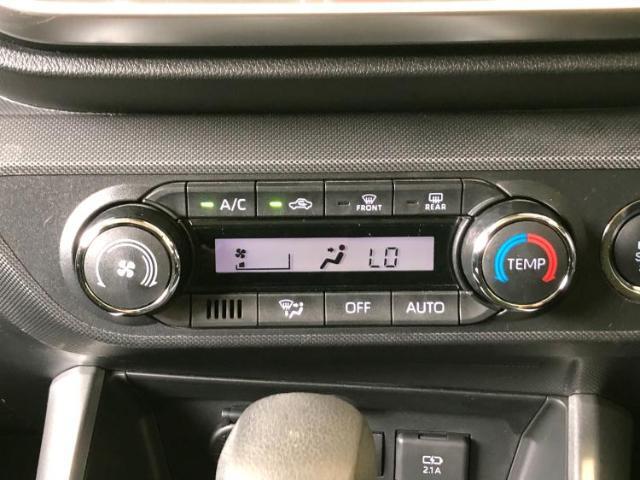 A/C
FRONT
REAR
LO
TEMP
OFF
AUTO
2.1A